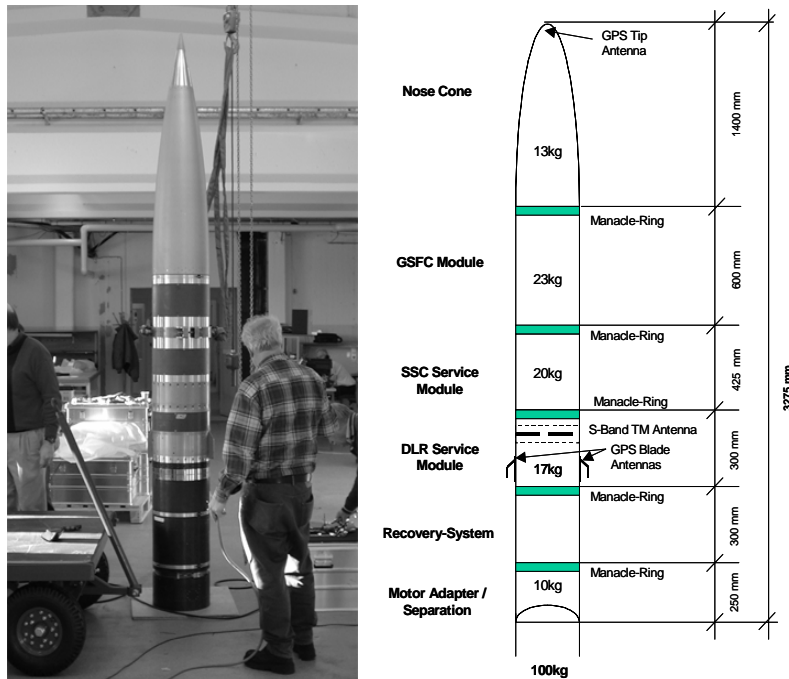 GPS Tip
Antenna
Nose Cone
1400 mm
13kg
Manacle-Ring
GSFC Module
600 mm
23kg
Manacle-Ring
SSC Service
Module
20kg
425 mm
Manacle-Ring
S-Band TM Antenna
DLR Service
Module
GPS Blade
Antennas
17kg
300 mm
3275 mm
Manacle-Ring
Recovery-System
300 mm
Manacle-Ring
10kg
Motor Adapter /
Separation
250 mm
100kg